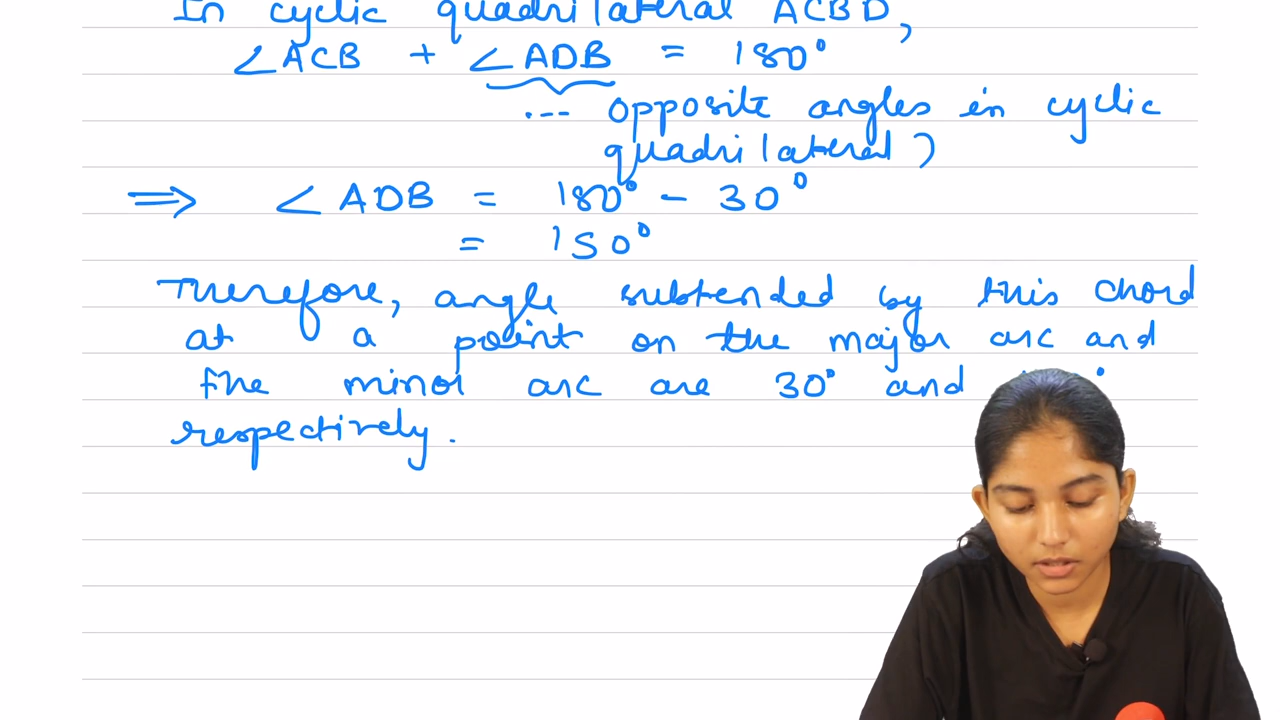 In cyclic quadrilateral ACBD,
∠ACB + ∠ADB = 180°
... opposite angles in cyclic
quadrilateral)
⟹ ∠ADB = 180° - 30°
= 150°
Therefore, angle subtended by this chord
at a point on the major arc and
the minor arc are 30° and
respectively.